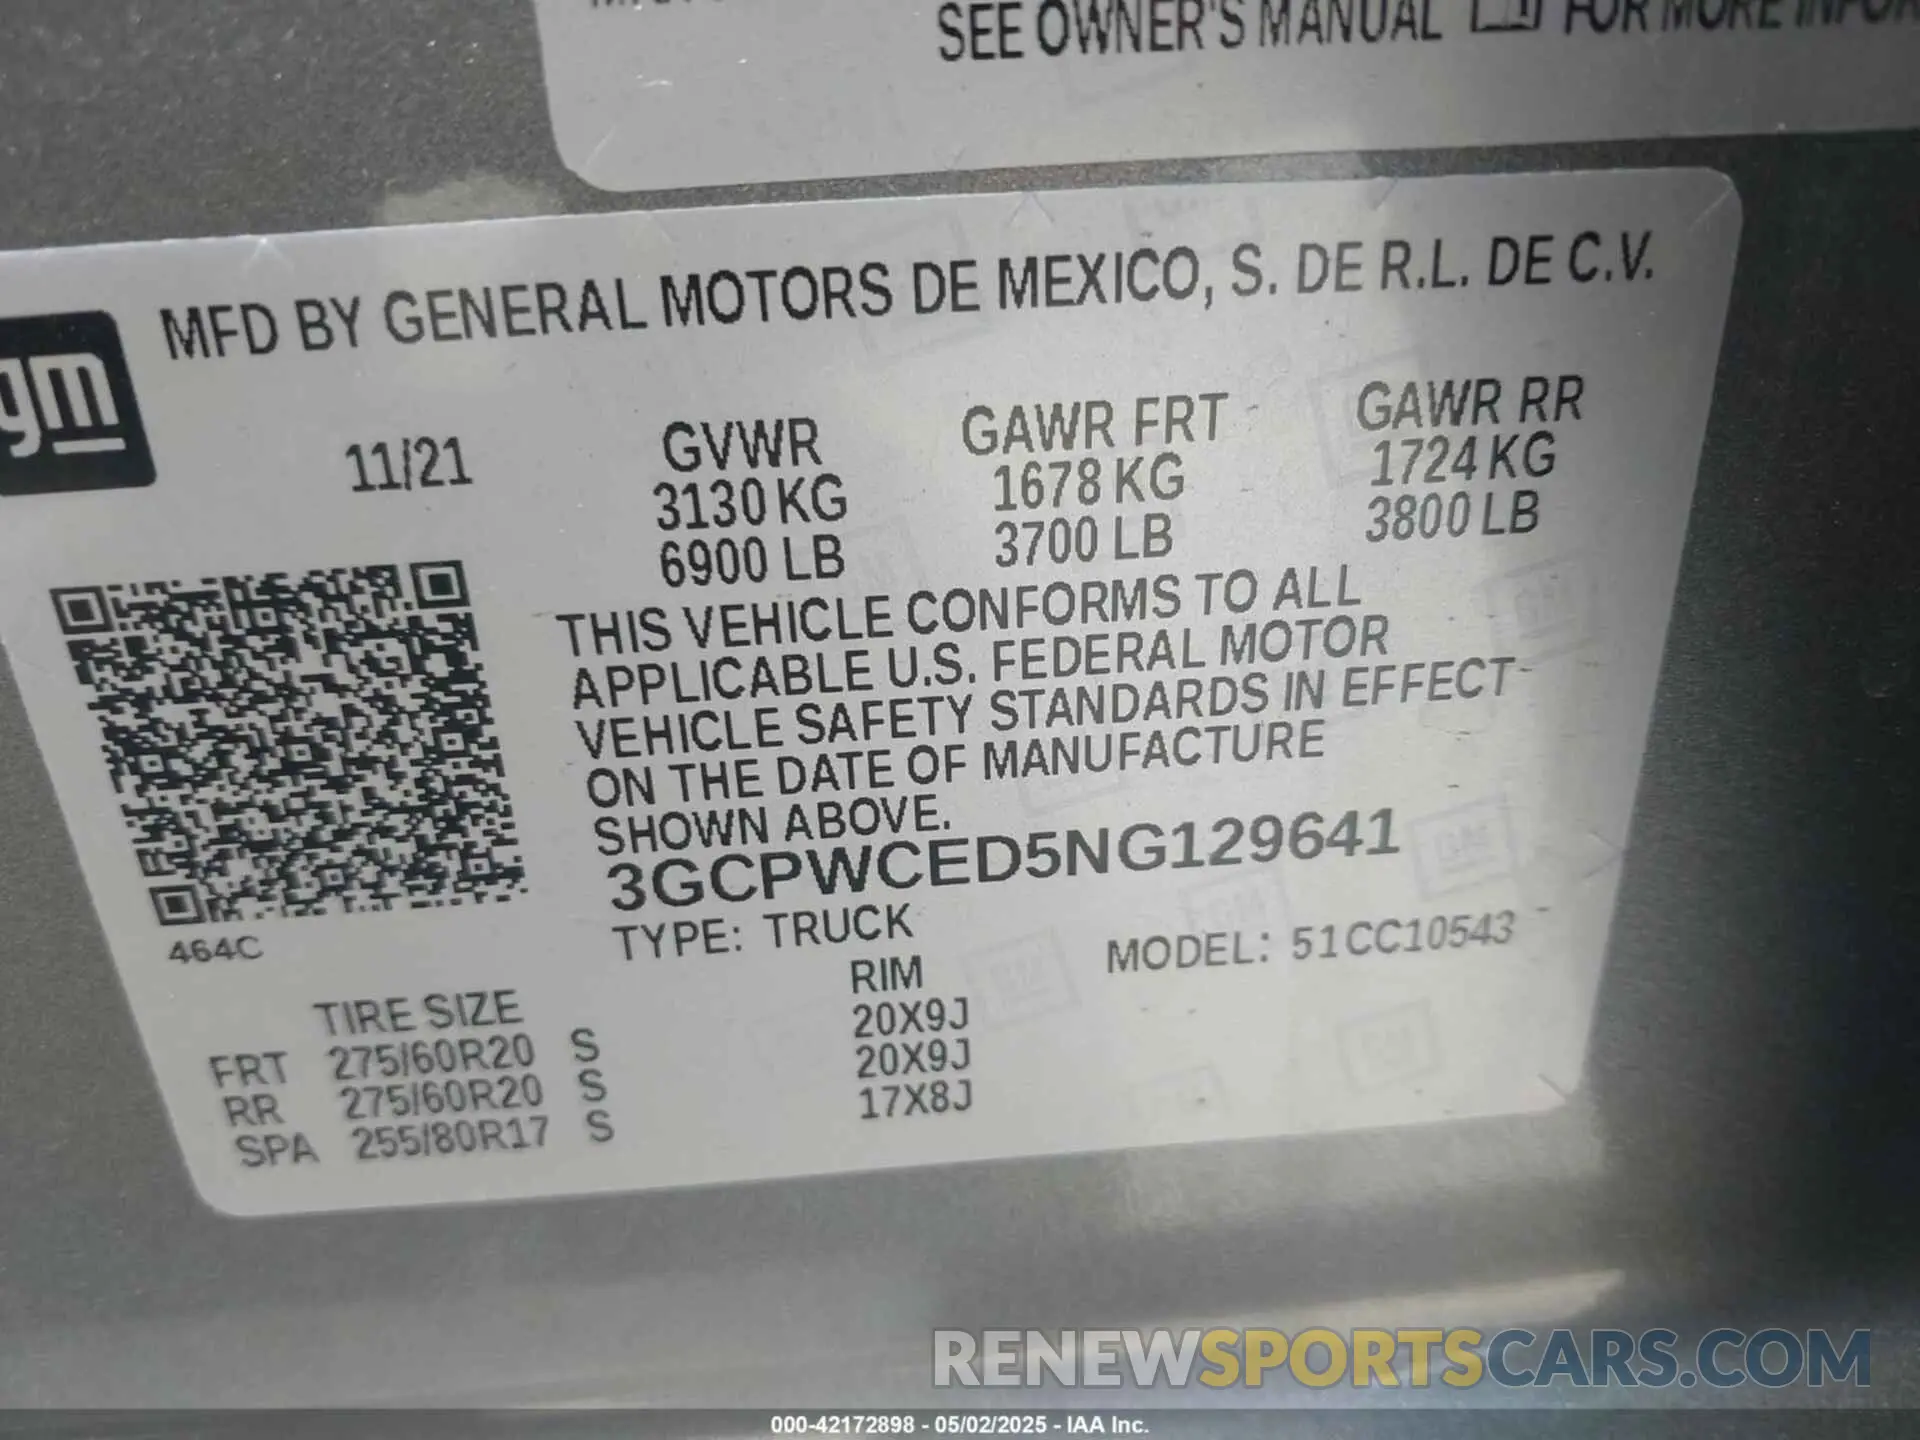 SEE OWNER'S MANUAL FOR MORE
MFD BY GENERAL MOTORS DE MEXICO, S. DE R.L. DE C.V.
gm
11/21
GVWR GAWR FRT GAWR RR
3130 KG 1678 KG 1724 KG
6900 LB 3700 LB 3800 LB
THIS VEHICLE CONFORMS TO ALL
APPLICABLE U.S. FEDERAL MOTOR
VEHICLE SAFETY STANDARDS IN EFFECT
ON THE DATE OF MANUFACTURE
SHOWN ABOVE.
3GCPWCED5NG129641
464C
TYPE: TRUCK MODEL: 51CC10543
TIRE SIZE RIM
FRT 275/60R20 S 20X9J
RR 275/60R20 S 20X9J
SPA 255/80R17 S 17X8J
RENEWSPORTSCARS.COM
000-42172898 - 05/02/2025 - IAA Inc.